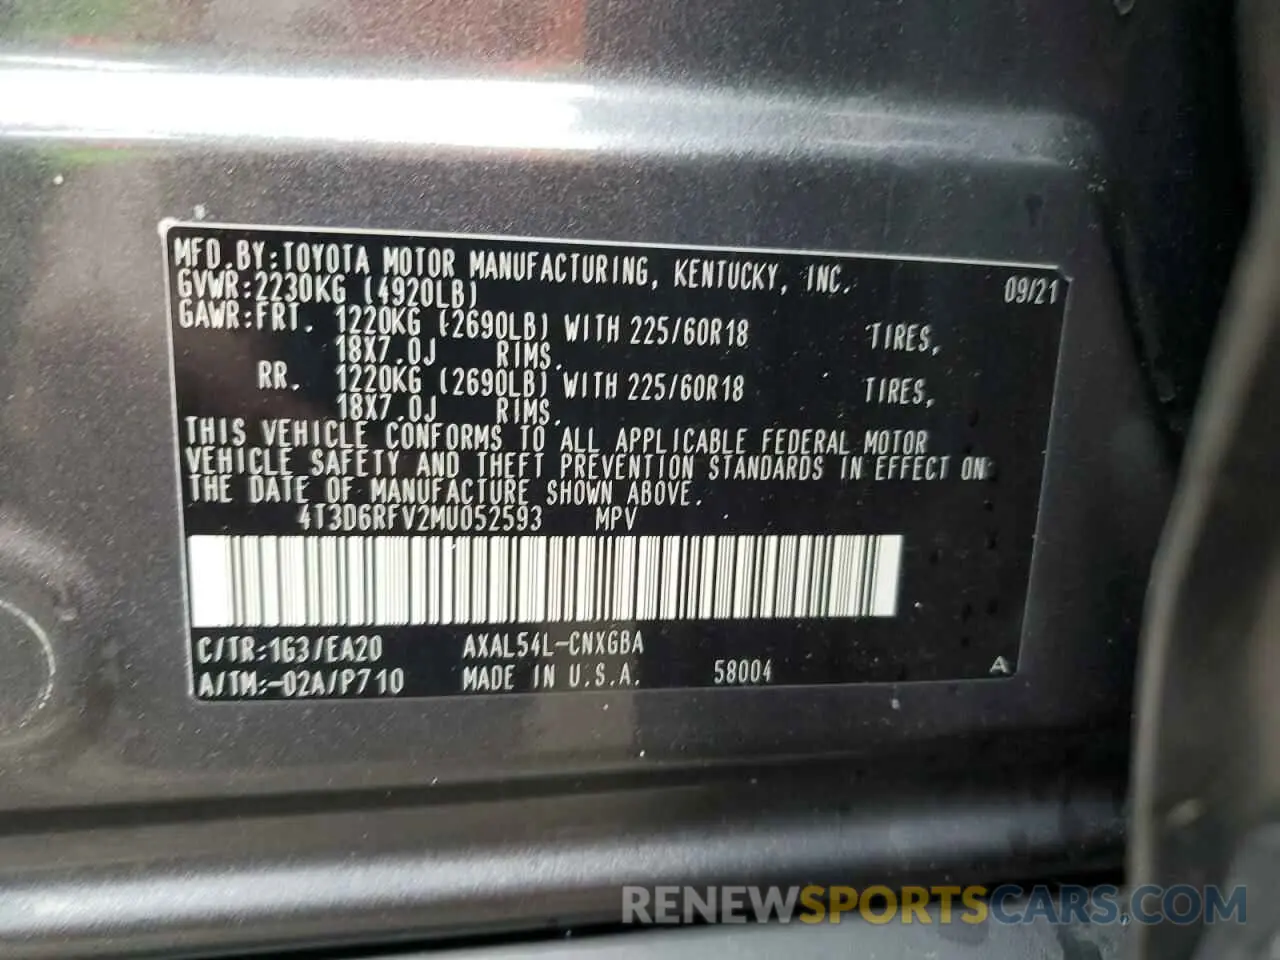 MFD.BY:TOYOTA MOTOR MANUFACTURING, KENTUCKY, INC. 09/21
GVWR:2230KG (4920LB)
GAWR:FRT. 1220KG (2690LB) WITH 225/60R18 TIRES,
18X7.0J RIMS.
RR. 1220KG (2690LB) WITH 225/60R18 TIRES,
18X7.0J RIMS.
THIS VEHICLE CONFORMS TO ALL APPLICABLE FEDERAL MOTOR
VEHICLE SAFETY AND THEFT PREVENTION STANDARDS IN EFFECT ON
THE DATE OF MANUFACTURE SHOWN ABOVE.
4T3D6RFV2MU052593 MPV
C/TR:1G3/EA20 AXAL54L-CNXGBA
A/TM:-02A/P710 MADE IN U.S.A. 58004 A
RENEWSPORTSCARS.COM